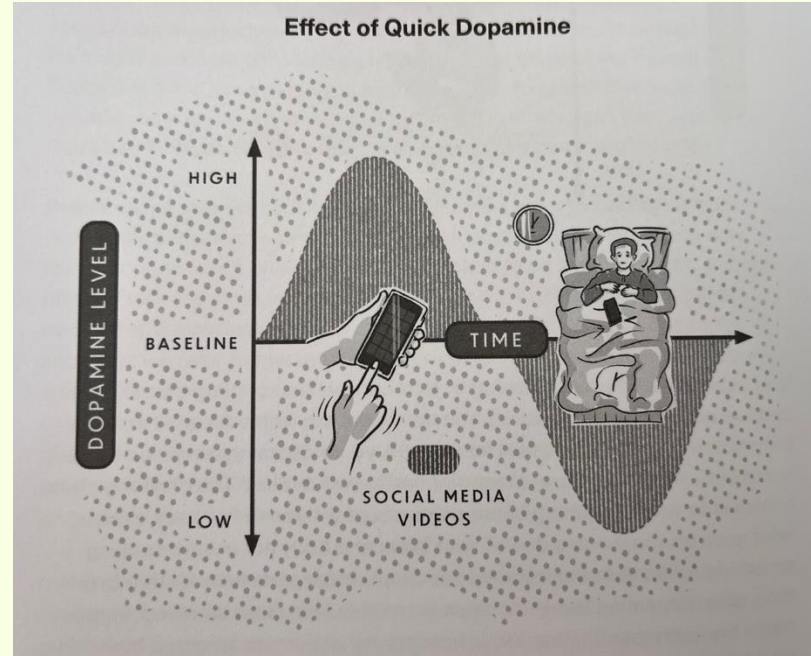 Effect of Quick Dopamine
HIGH
DOPAMINE LEVEL
BASELINE
TIME
LOW
SOCIAL MEDIA
VIDEOS